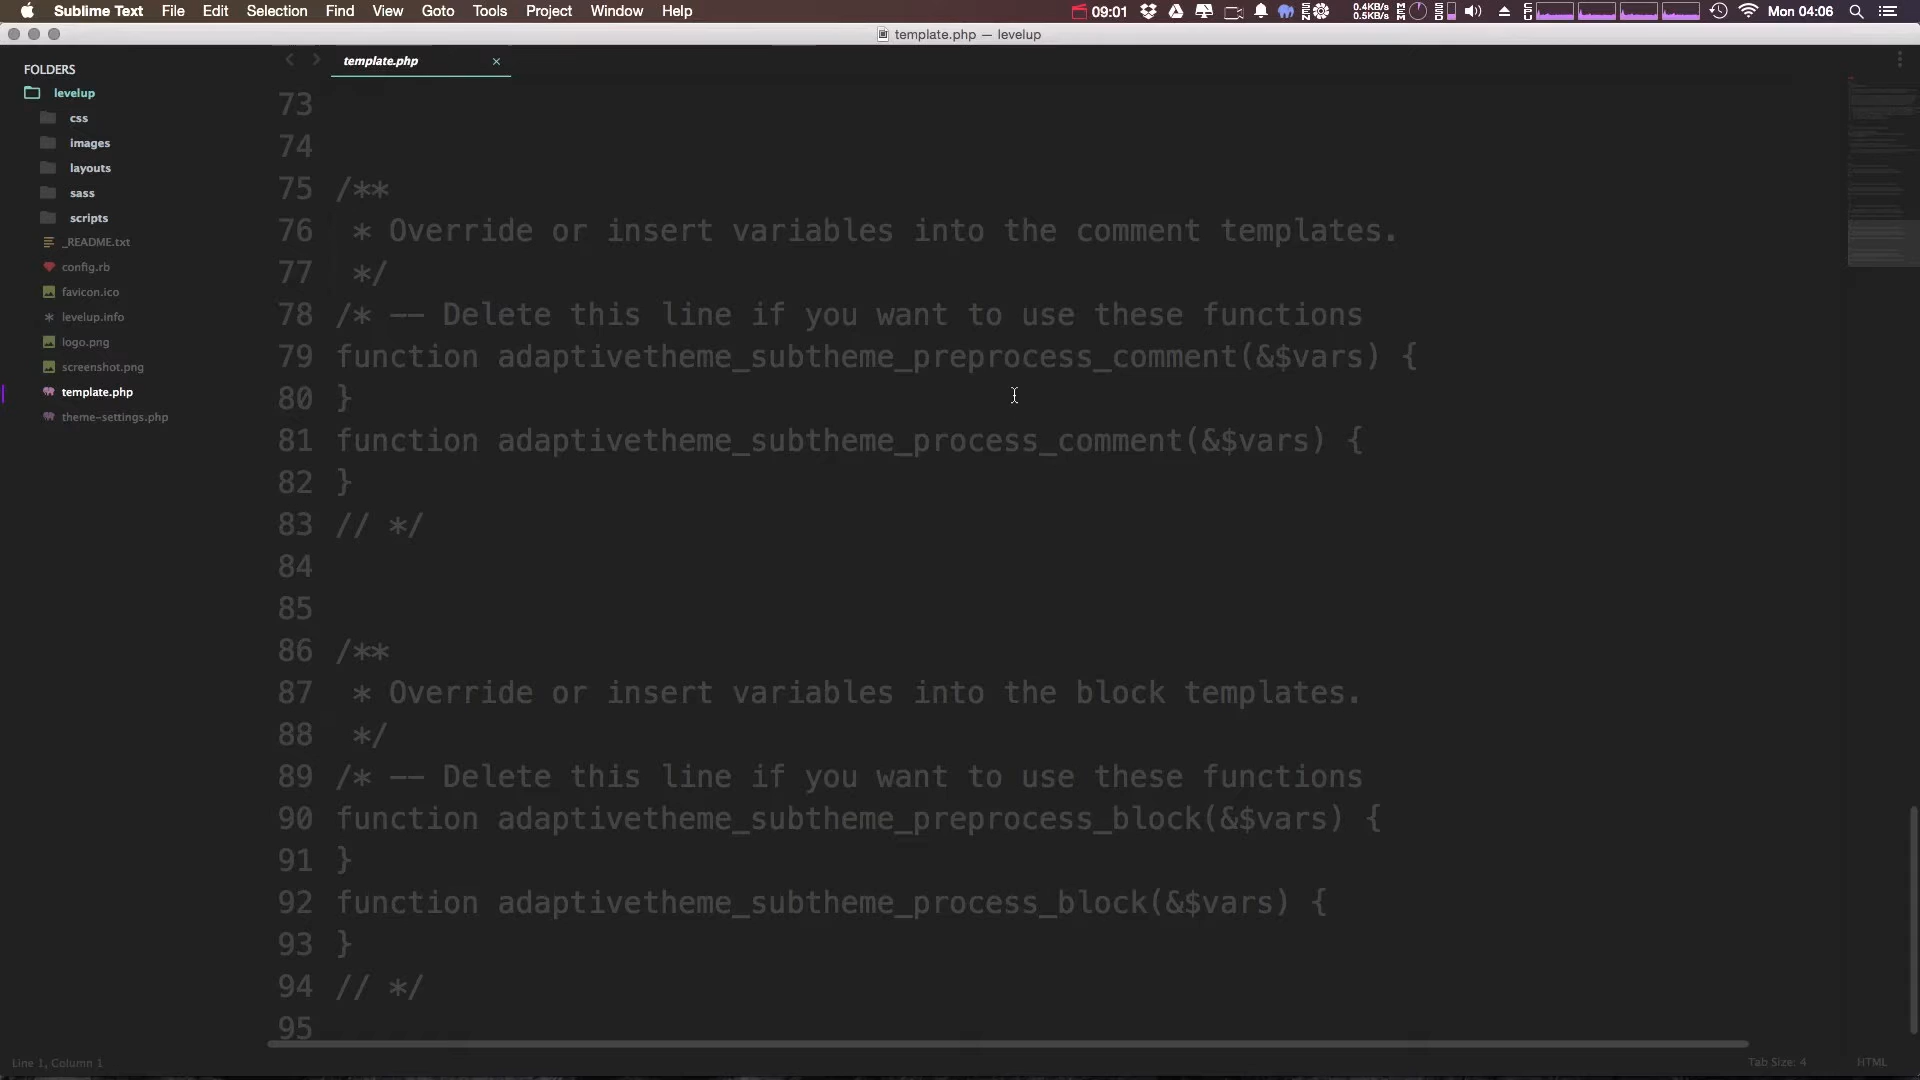 Sublime Text File Edit Selection Find View Goto Tools Project Window Help 09:01 0.4KB/s 0.5KB/s Mon 04:06
template.php — levelup
FOLDERS
levelup
css
images
layouts
sass
scripts
_README.txt
config.rb
favicon.ico
levelup.info
logo.png
screenshot.png
template.php
theme-settings.php
template.php ×
73
74
75 /**
76 * Override or insert variables into the comment templates.
77 */
78 /* -- Delete this line if you want to use these functions
79 function adaptivetheme_subtheme_preprocess_comment(&$vars) {
80 }
81 function adaptivetheme_subtheme_process_comment(&$vars) {
82 }
83 // */
84
85
86 /**
87 * Override or insert variables into the block templates.
88 */
89 /* -- Delete this line if you want to use these functions
90 function adaptivetheme_subtheme_preprocess_block(&$vars) {
91 }
92 function adaptivetheme_subtheme_process_block(&$vars) {
93 }
94 // */
95
Line 1, Column 1 Tab Size: 4 HTML